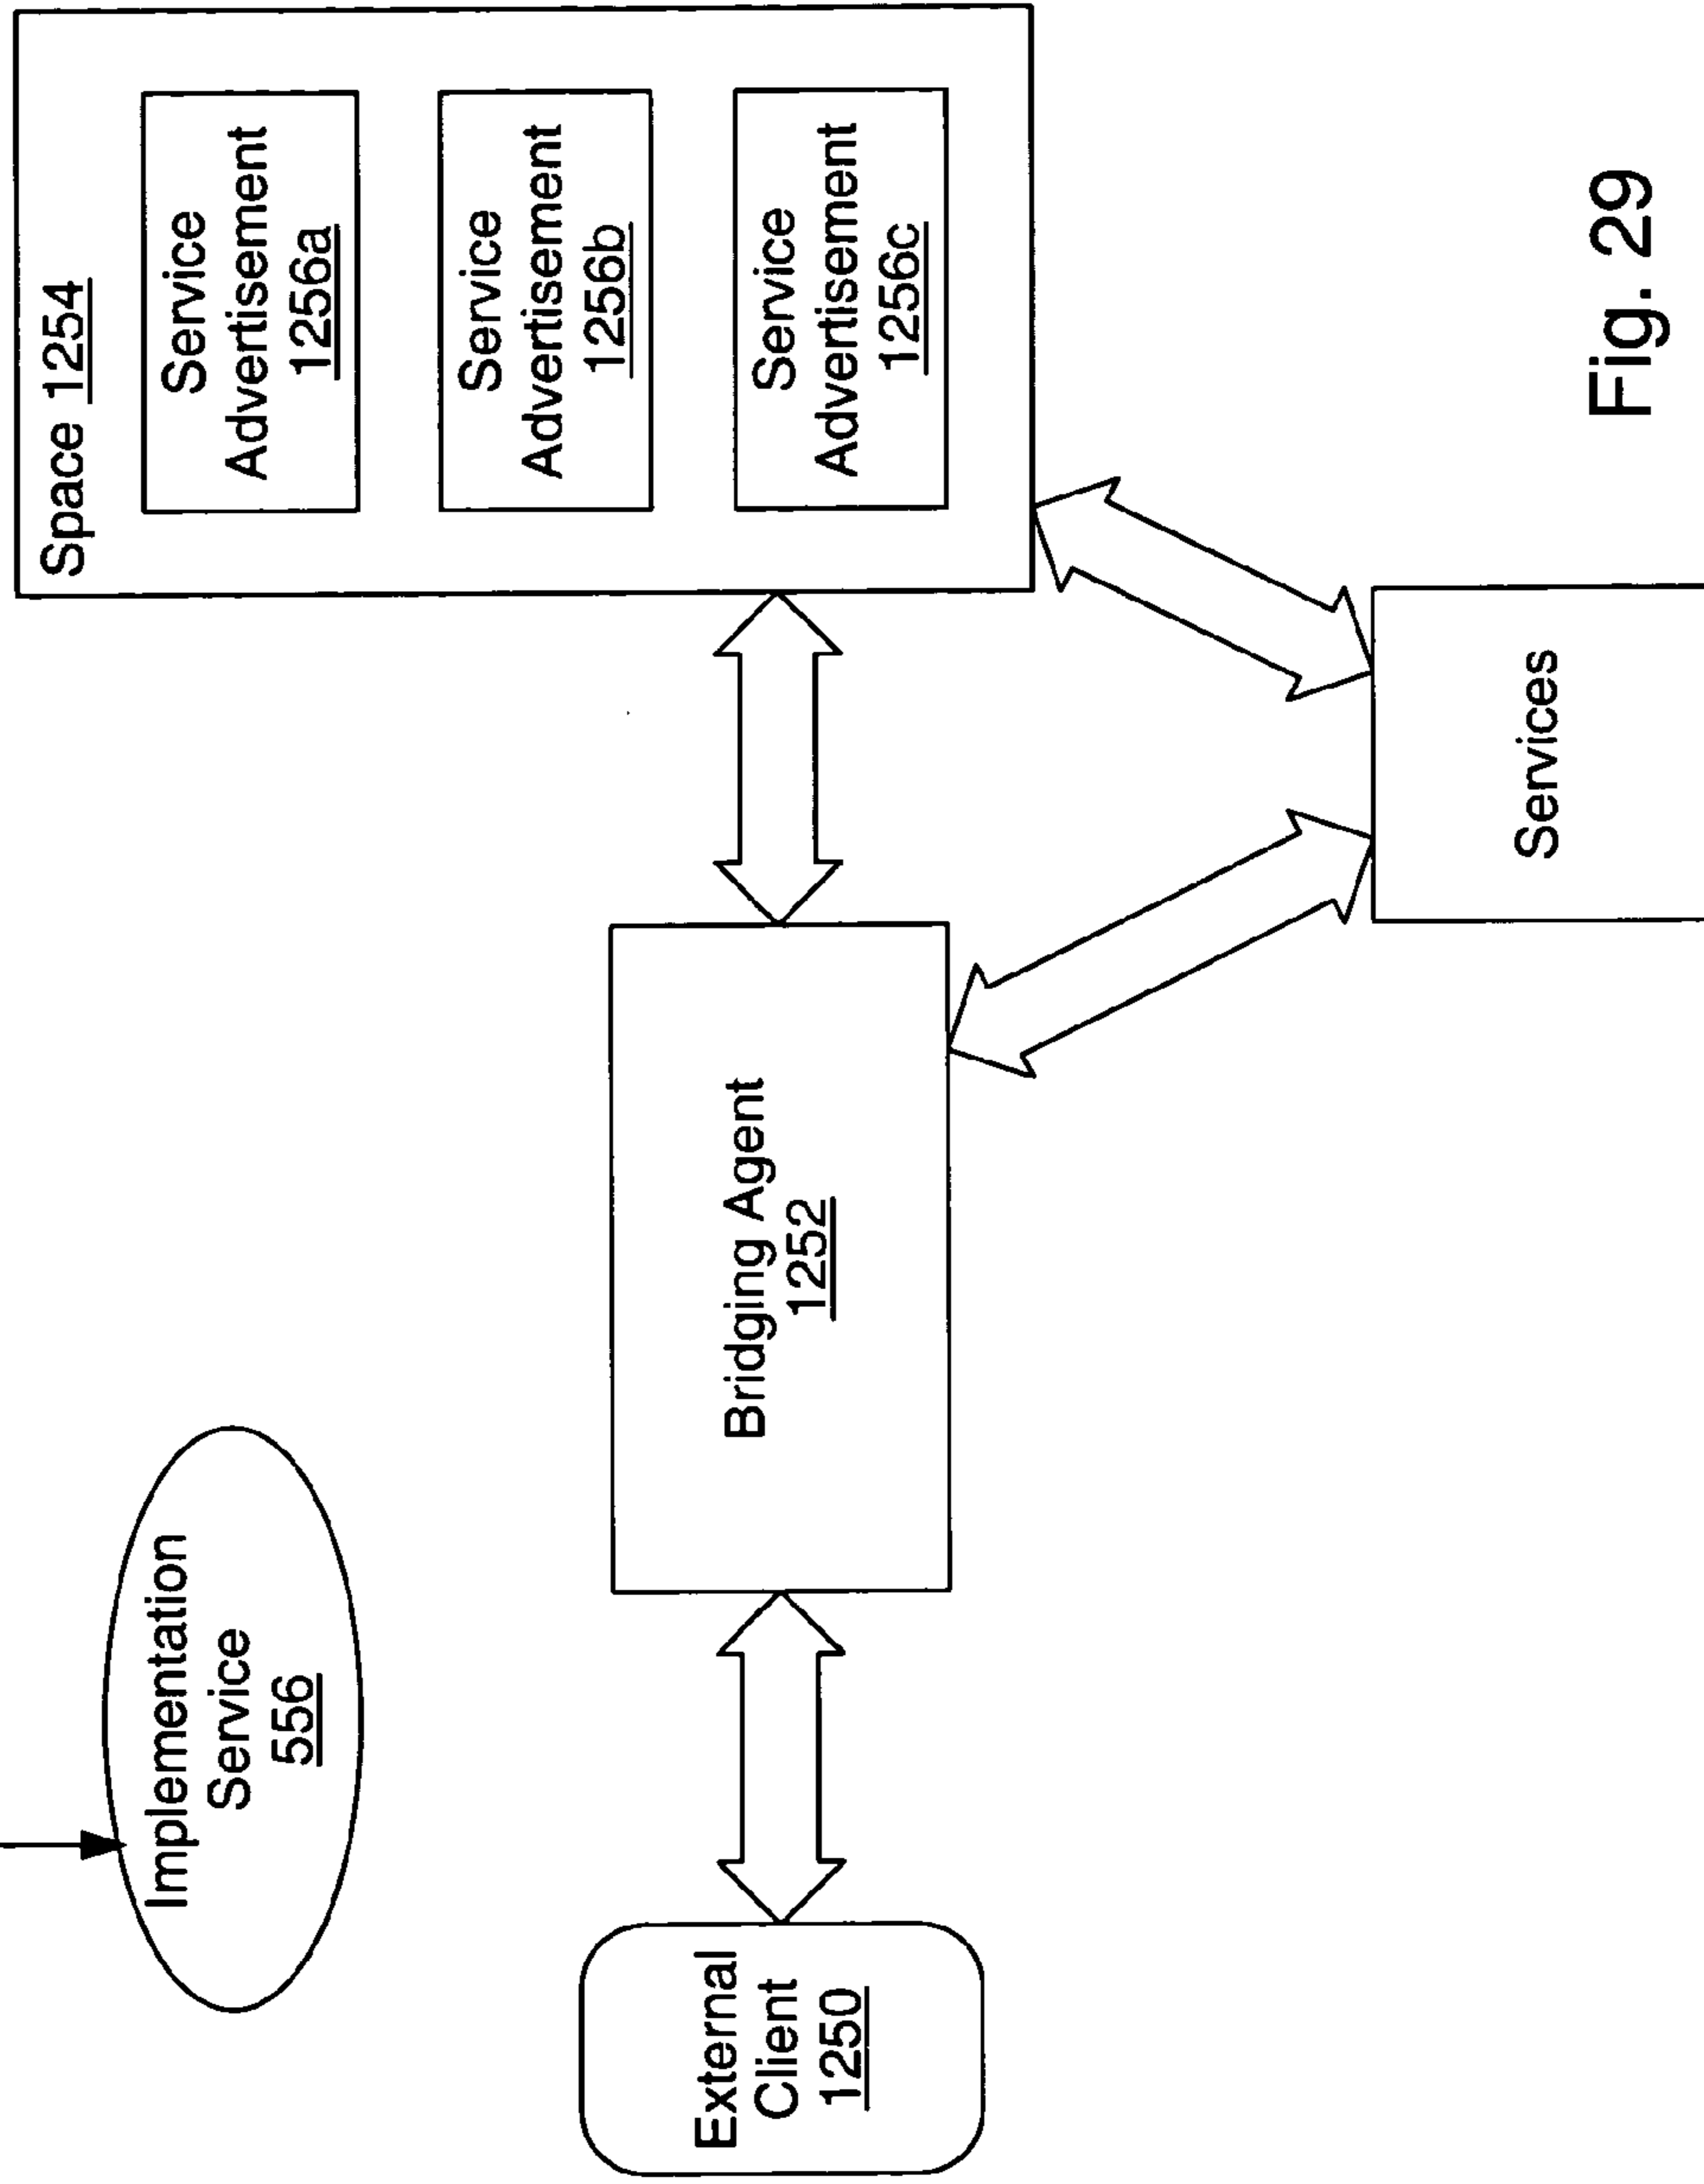 Implementation
Service
556
Space 1254
Service
Advertisement
1256a
Service
Advertisement
1256b
Service
Advertisement
1256c
Bridging Agent
1252
External
Client
1250
Services
Fig. 29